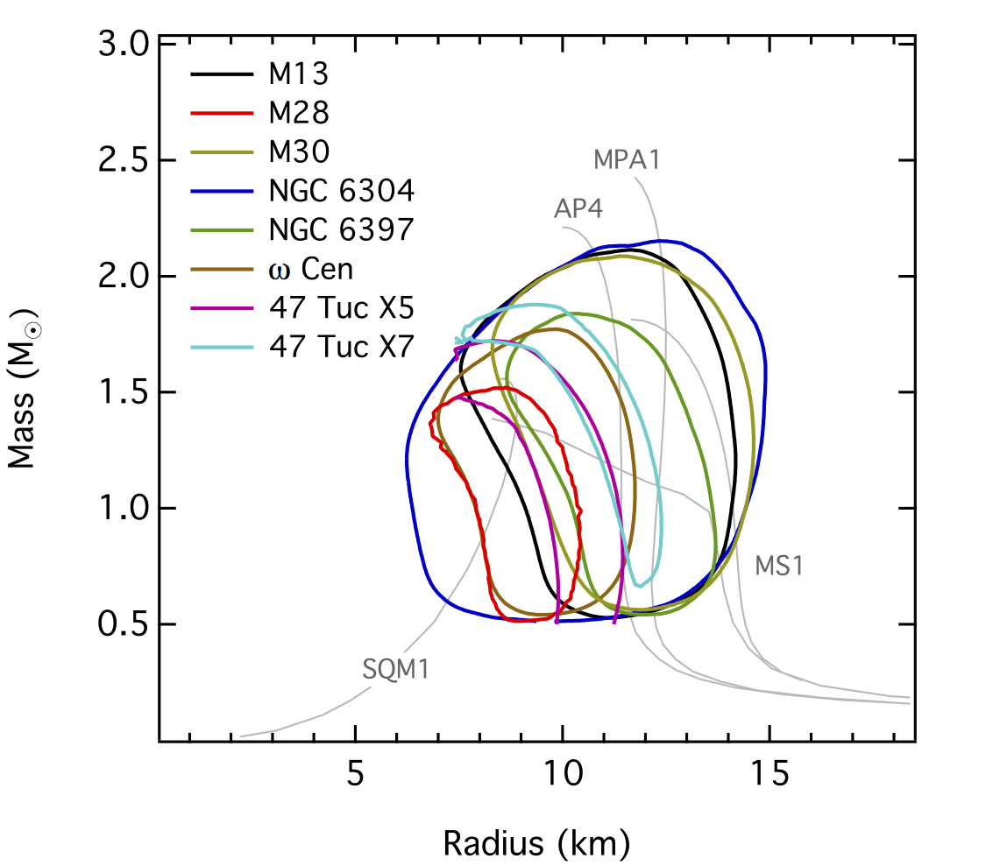 3.0
2.5
2.0
1.5
1.0
0.5
Mass (M☉)
M13
M28
M30
NGC 6304
NGC 6397
ω Cen
47 Tuc X5
47 Tuc X7
MPA1
AP4
MS1
SQM1
5
10
15
Radius (km)